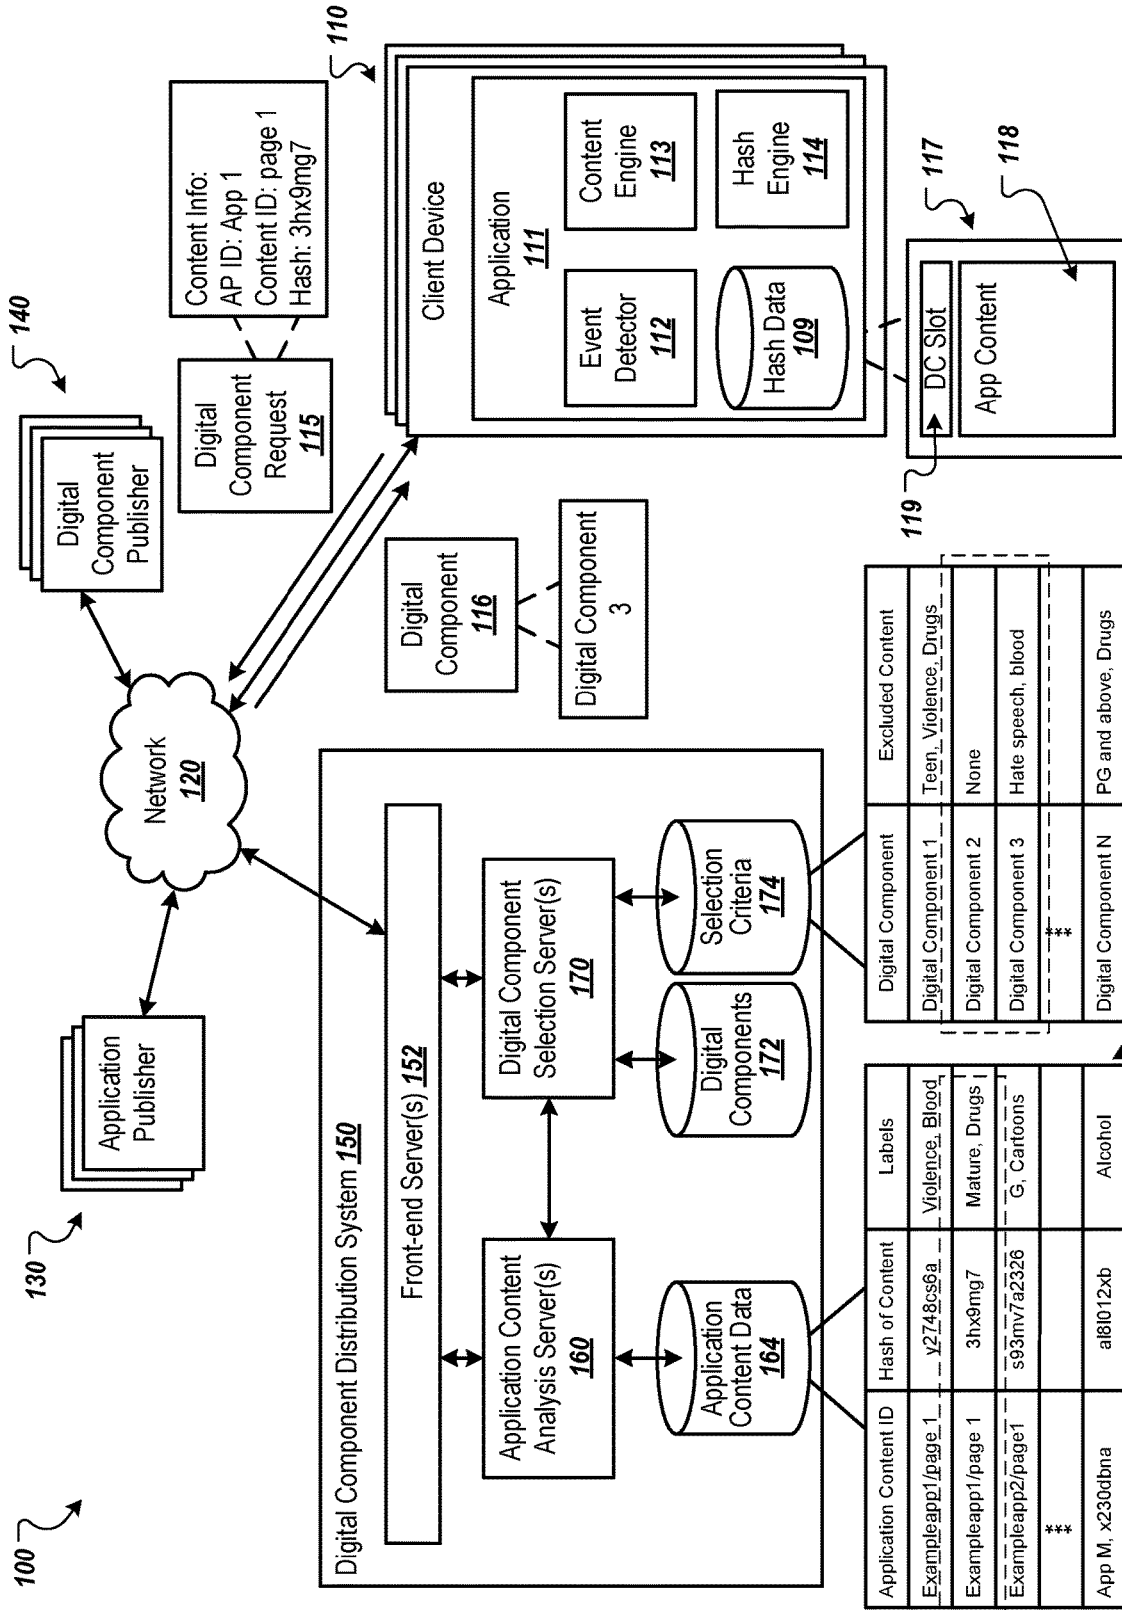 100
130
Application
Publisher
Network
120
Digital
Component
Publisher
140
Digital
Component
Request
115
Content Info:
AP ID: App 1
Content ID: page 1
Hash: 3hx9mg7
110
Digital Component Distribution System 150
Front-end Server(s) 152
Application Content
Analysis Server(s)
160
Digital Component
Selection Server(s)
170
Application
Content Data
164
Digital
Components
172
Selection
Criteria
174
Digital
Component
116
Digital Component
3
Client Device
Application
111
Event
Detector
112
Content
Engine
113
Hash Data
109
Hash
Engine
114
119
DC Slot
App Content
117
118
Application Content ID Hash of Content Labels
Exampleapp1/page 1 y2748cs6a Violence, Blood
Exampleapp1/page 1 3hx9mg7 Mature, Drugs
Exampleapp2/page1 s93mv7a2326 G, Cartoons
***
App M, x230dbna al8l012xb Alcohol
Digital Component Excluded Content
Digital Component 1 Teen, Violence, Drugs
Digital Component 2 None
Digital Component 3 Hate speech, blood
***
Digital Component N PG and above, Drugs